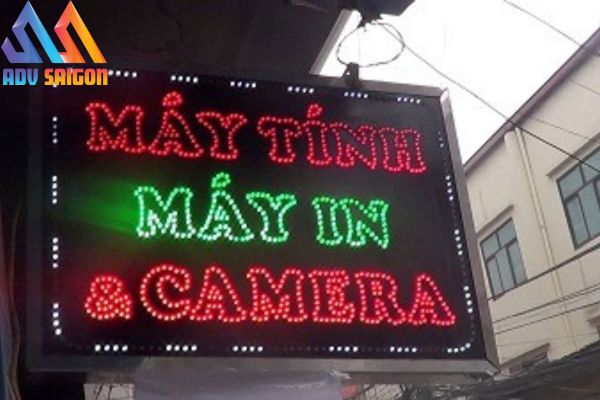 ADV SAIGON
MÁY TÍNH
MÁY IN
& CAMERA